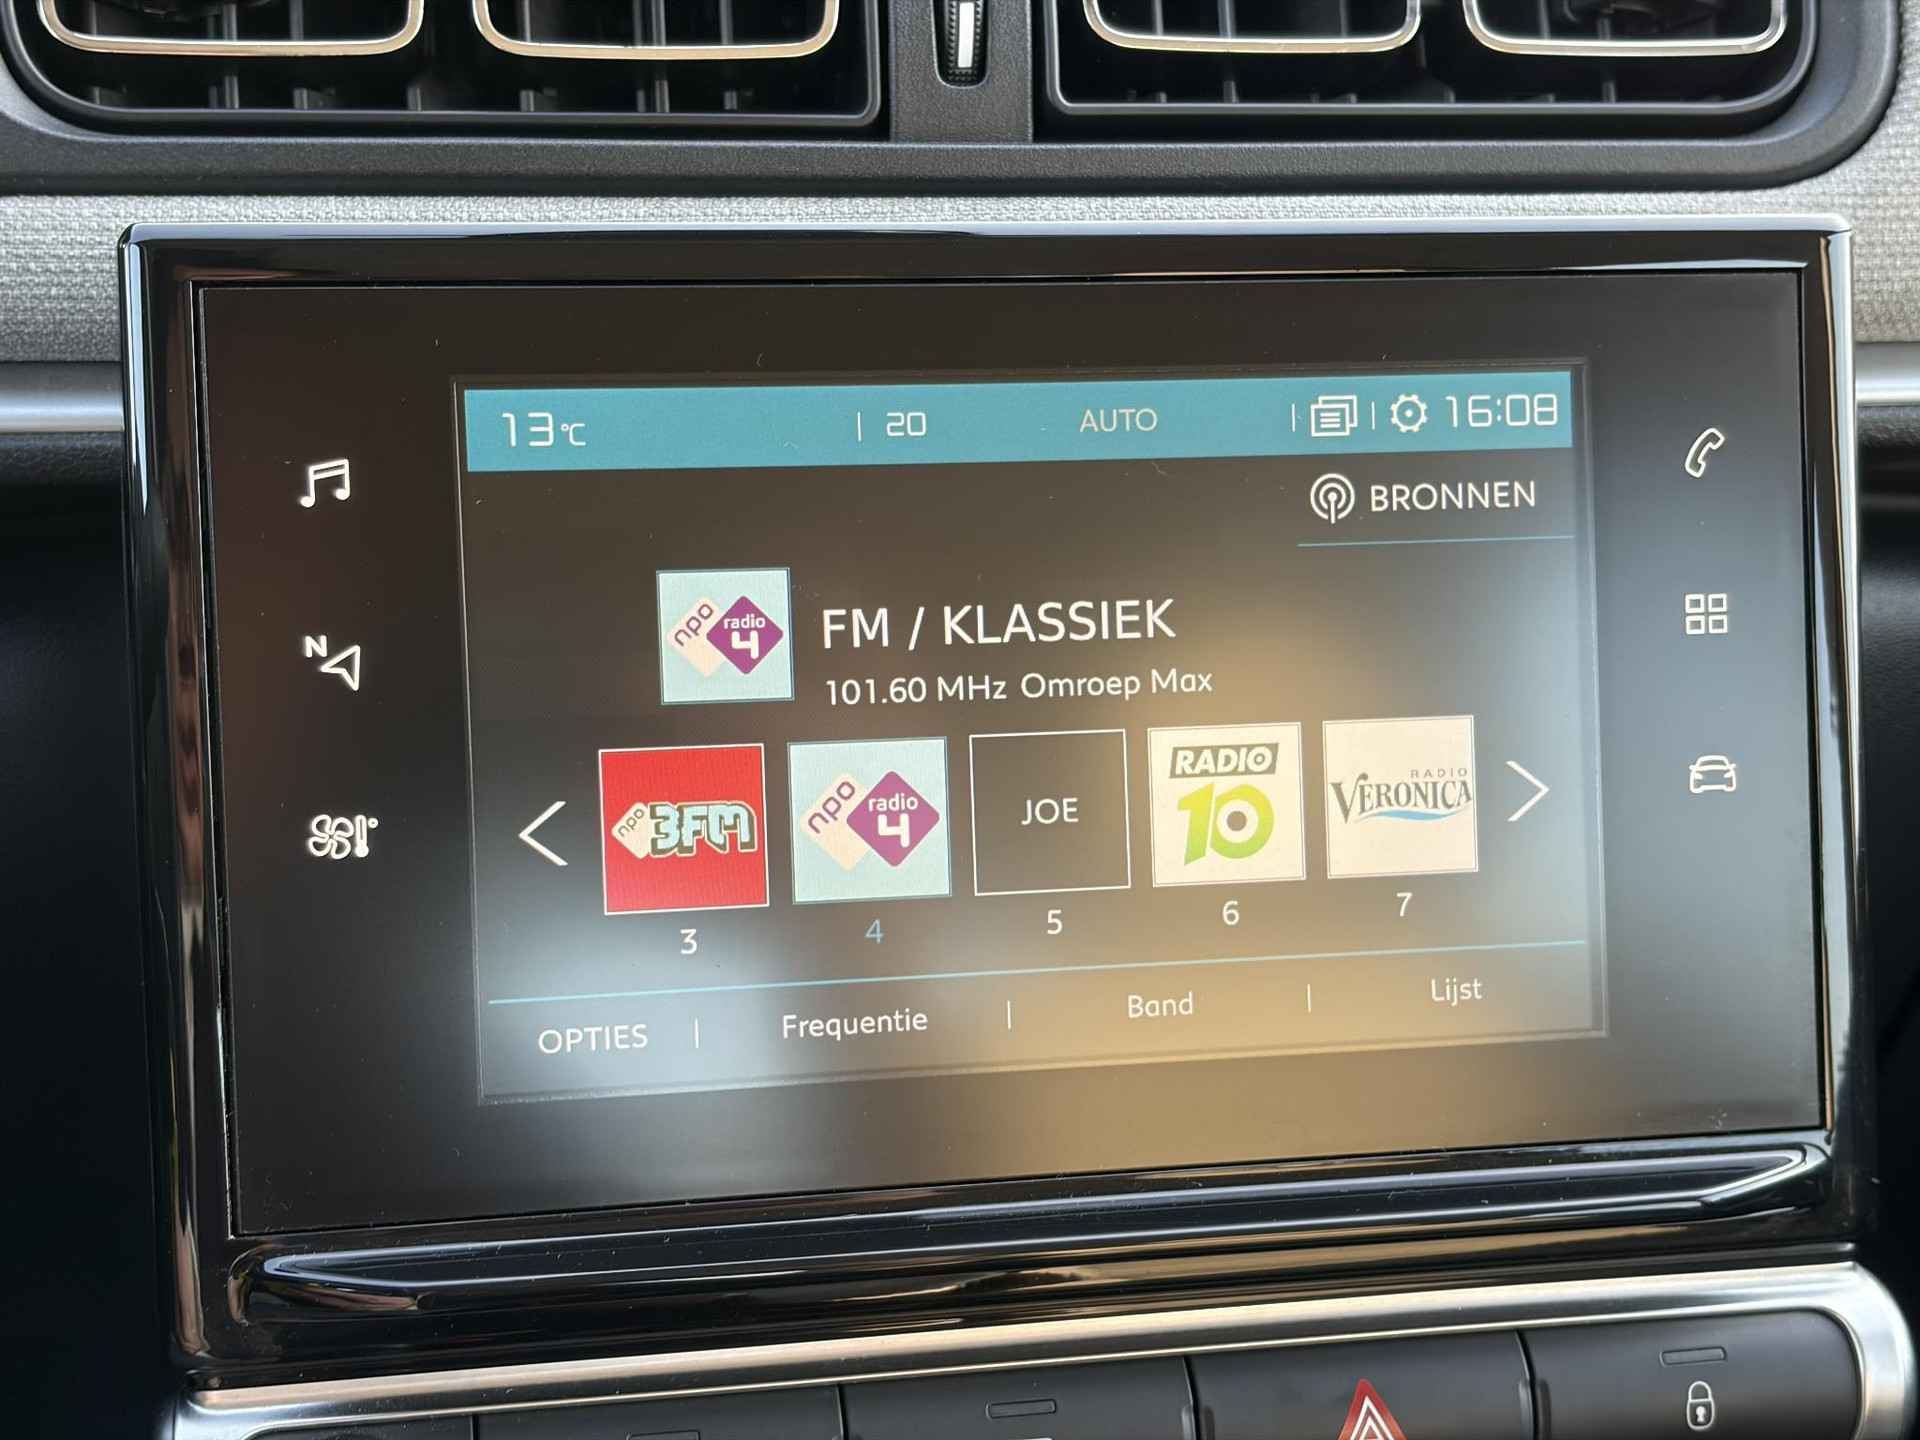 13°C | 20 AUTO | | 16:08
BRONNEN
npo radio 4
FM / KLASSIEK
101.60 MHz Omroep Max
N
npo 3FM
npo radio 4
JOE
RADIO 10
RADIO VERONICA
3 4 5 6 7
OPTIES | Frequentie | Band | Lijst